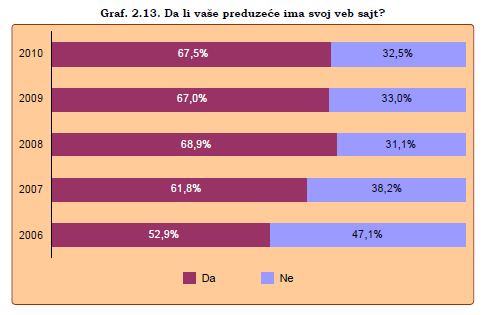 Graf. 2.13. Da li vaše preduzeće ima svoj veb sajt?
2010 67,5% 32,5%
2009 67,0% 33,0%
2008 68,9% 31,1%
2007 61,8% 38,2%
2006 52,9% 47,1%
Da Ne